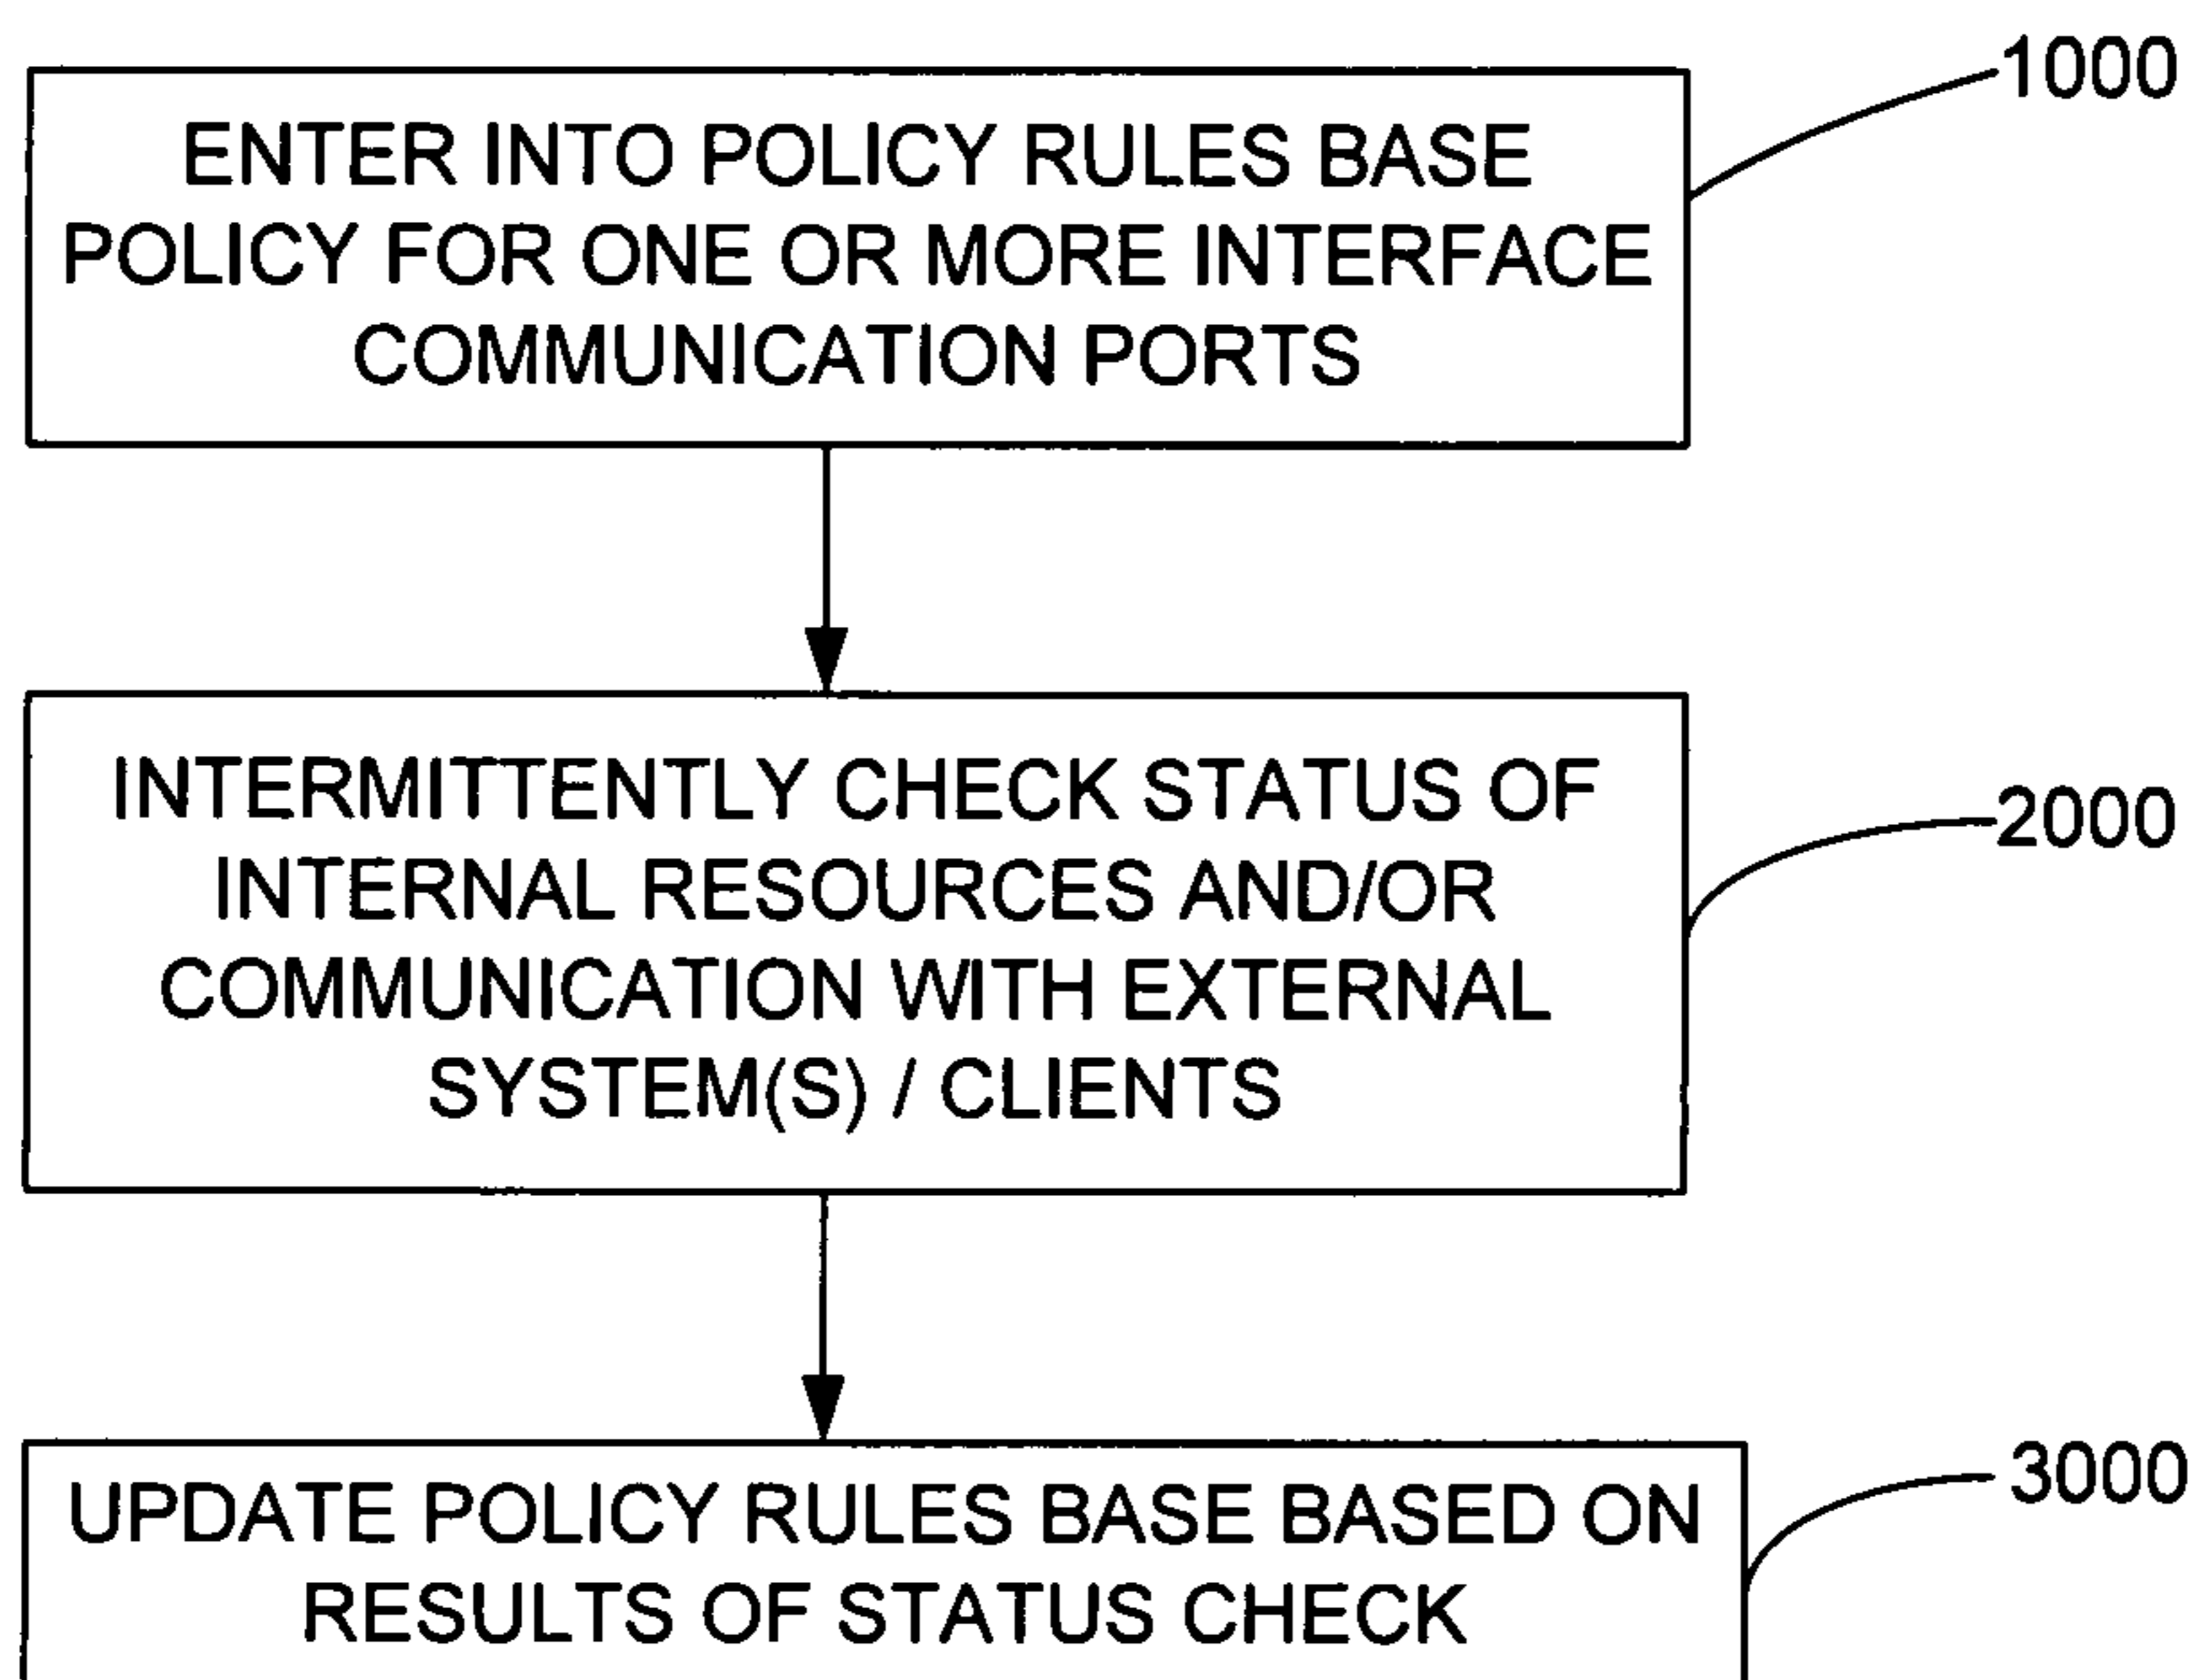 1000
ENTER INTO POLICY RULES BASE
POLICY FOR ONE OR MORE INTERFACE
COMMUNICATION PORTS
INTERMITTENTLY CHECK STATUS OF
2000
INTERNAL RESOURCES AND/OR
COMMUNICATION WITH EXTERNAL
SYSTEM(S) / CLIENTS
3000
UPDATE POLICY RULES BASE BASED ON
RESULTS OF STATUS CHECK